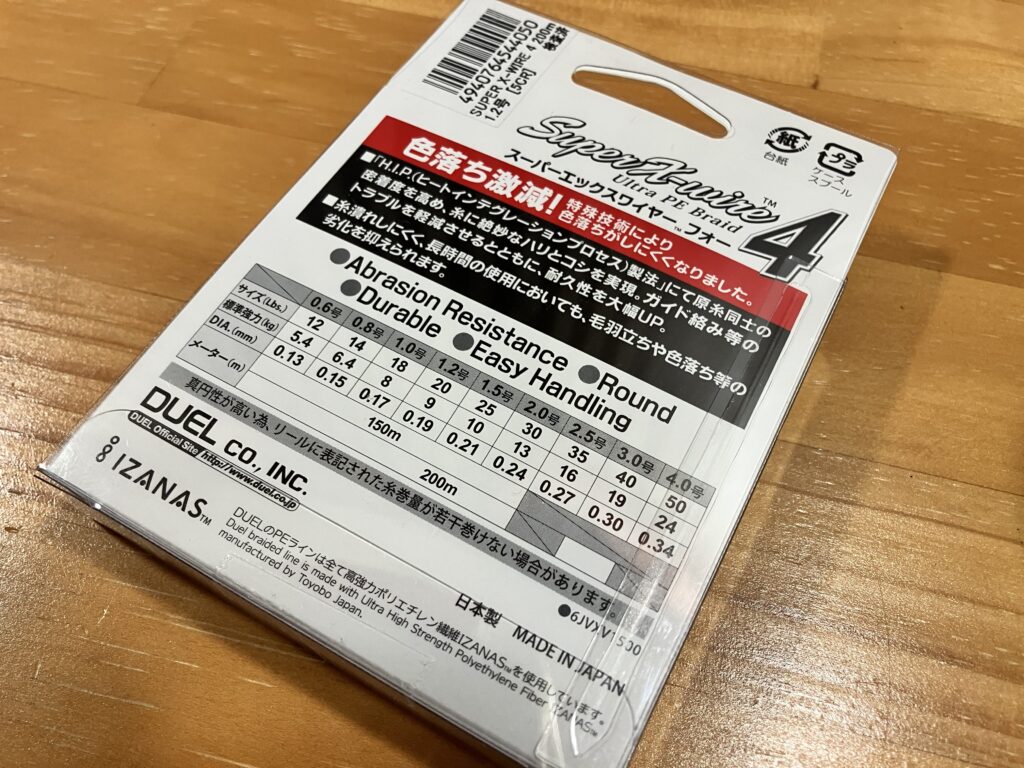 4940764544050
SUPER X-WIRE 4 200m
1.2号 [5CR]
検査済
紙
台紙
プラ
ケース
スプール
Super X-wire™ 4
Ultra PE Braid
スーパーエックスワイヤー™フォー
色落ち激減!
特殊技術により
色落ちがしにくくなりました。
■「H.I.P.(ヒートインテグレーションプロセス)製法」にて原糸同士の
密着度を高め、糸に絶妙なハリとコシを実現。ガイド絡み等の
トラブルを軽減させるとともに、耐久性を大幅UP。
■糸潰れしにくく、長時間の使用においても、毛羽立ちや色落ち等の
劣化を抑えられます。
●Abrasion Resistance ●Round
●Durable ●Easy Handling
0.6号 0.8号 1.0号 1.2号 1.5号 2.0号 2.5号 3.0号 4.0号
サイズ(Lbs.) 12 14 18 20 25 30 35 40 50
標準強力(kg) 5.4 6.4 8 9 10 13 16 19 24
DIA.(mm) 0.13 0.15 0.17 0.19 0.21 0.24 0.27 0.30 0.34
メーター(m) 150m
200m
真円性が高い為、リールに表記された糸巻量が若干巻けない場合があります。
DUEL CO., INC.
DUEL Official Site http://www.duel.co.jp
●6JVXV1500
日本製 MADE IN JAPAN
IZANAS™
DUELのPEラインは全て高強力ポリエチレン繊維IZANAS™を使用しています。
Duel braided line is made with Ultra High Strength Polyethylene Fiber IZANAS™
manufactured by Toyobo Japan.